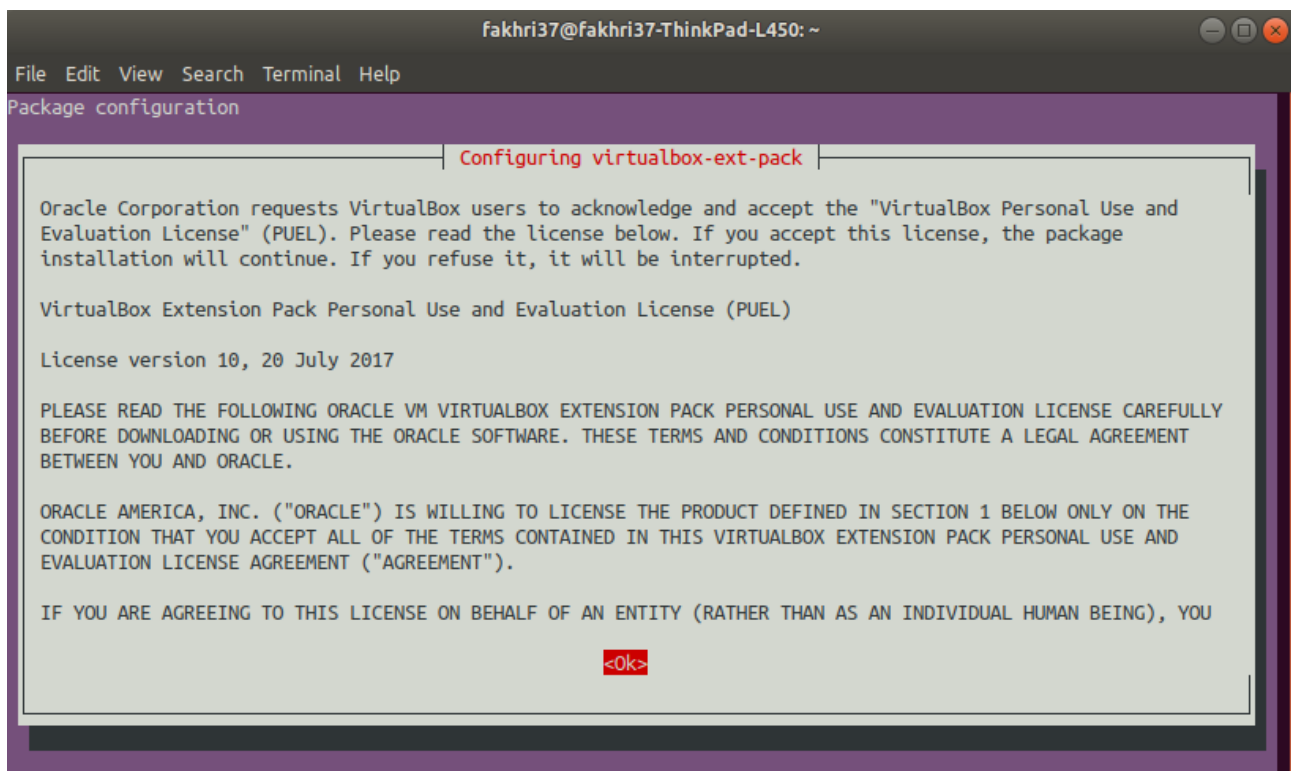 fakhri37@fakhri37-ThinkPad-L450: ~
File Edit View Search Terminal Help
Package configuration
Configuring virtualbox-ext-pack
Oracle Corporation requests VirtualBox users to acknowledge and accept the "VirtualBox Personal Use and
Evaluation License" (PUEL). Please read the license below. If you accept this license, the package
installation will continue. If you refuse it, it will be interrupted.
VirtualBox Extension Pack Personal Use and Evaluation License (PUEL)
License version 10, 20 July 2017
PLEASE READ THE FOLLOWING ORACLE VM VIRTUALBOX EXTENSION PACK PERSONAL USE AND EVALUATION LICENSE CAREFULLY
BEFORE DOWNLOADING OR USING THE ORACLE SOFTWARE. THESE TERMS AND CONDITIONS CONSTITUTE A LEGAL AGREEMENT
BETWEEN YOU AND ORACLE.
ORACLE AMERICA, INC. ("ORACLE") IS WILLING TO LICENSE THE PRODUCT DEFINED IN SECTION 1 BELOW ONLY ON THE
CONDITION THAT YOU ACCEPT ALL OF THE TERMS CONTAINED IN THIS VIRTUALBOX EXTENSION PACK PERSONAL USE AND
EVALUATION LICENSE AGREEMENT ("AGREEMENT").
IF YOU ARE AGREEING TO THIS LICENSE ON BEHALF OF AN ENTITY (RATHER THAN AS AN INDIVIDUAL HUMAN BEING), YOU
<Ok>